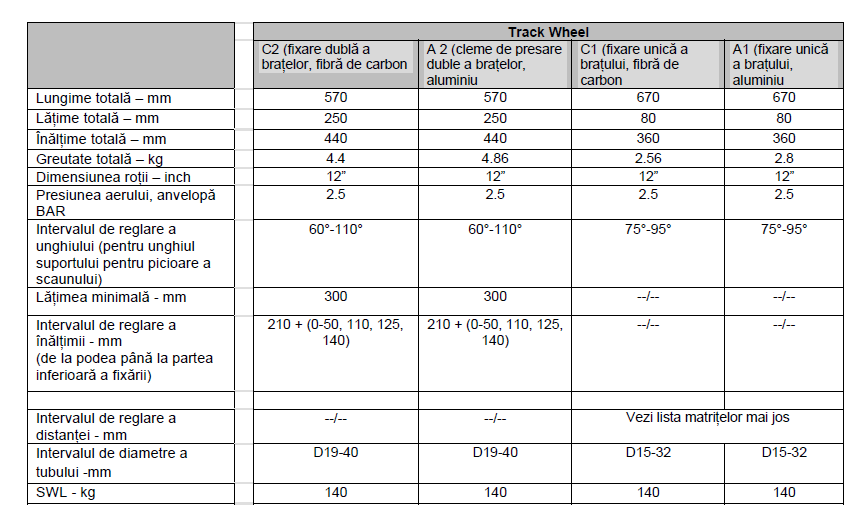 Track Wheel
C2 (fixare dublă a
brațelor, fibră de carbon
A 2 (cleme de presare
duble a brațelor,
aluminiu
C1 (fixare unică a
brațului, fibră de
carbon
A1 (fixare unică
a brațului,
aluminiu
Lungime totală – mm 570 570 670 670
Lățime totală – mm 250 250 80 80
Înălțime totală – mm 440 440 360 360
Greutate totală – kg 4.4 4.86 2.56 2.8
Dimensiunea roții – inch 12” 12” 12” 12”
Presiunea aerului, anvelopă 2.5 2.5 2.5 2.5
BAR
Intervalul de reglare a 60°-110° 60°-110° 75°-95° 75°-95°
unghiului (pentru unghiul
suportului pentru picioare a
scaunului)
Lățimea minimală - mm 300 300 --/-- --/--
Intervalul de reglare a 210 + (0-50, 110, 125, 210 + (0-50, 110, 125, --/-- --/--
înălțimii - mm 140) 140)
(de la podea până la partea
inferioară a fixării)
Intervalul de reglare a --/-- --/-- Vezi lista matrițelor mai jos
distanței - mm
Intervalul de diametre a D19-40 D19-40 D15-32 D15-32
tubului -mm
SWL - kg 140 140 140 140